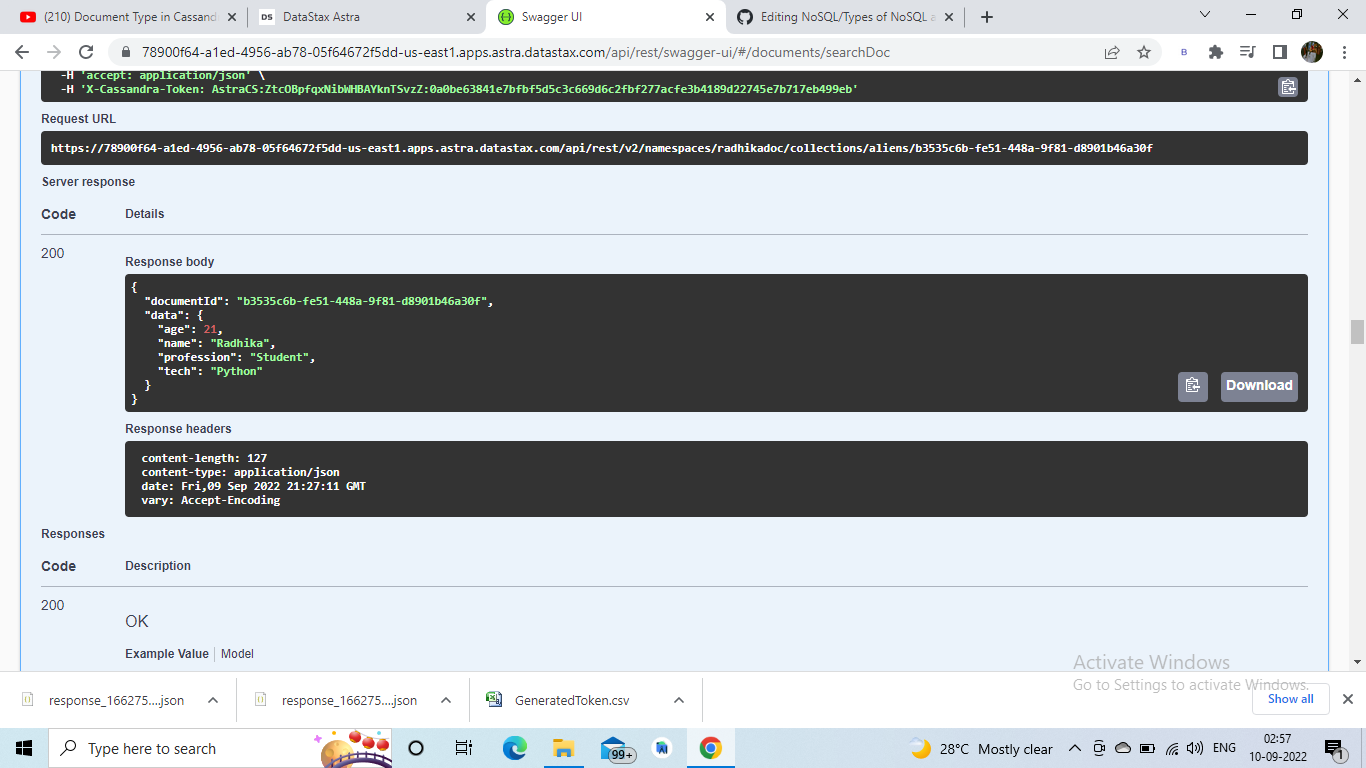 (210) Document Type in Cassand
DS DataStax Astra
Swagger UI
Editing NoSQL/Types of NoSQL a
78900f64-a1ed-4956-ab78-05f64672f5dd-us-east1.apps.astra.datastax.com/api/rest/swagger-ui/#/documents/searchDoc
B
-H 'accept: application/json' \
-H 'X-Cassandra-Token: AstraCS:ZtcOBpfqxNibWHBAYknTSvzZ:0a0be63841e7bfbf5d5c3c669d6c2fbf277acfe3b4189d22745e7b717eb499eb'
Request URL
https://78900f64-a1ed-4956-ab78-05f64672f5dd-us-east1.apps.astra.datastax.com/api/rest/v2/namespaces/radhikadoc/collections/aliens/b3535c6b-fe51-448a-9f81-d8901b46a30f
Server response
Code Details
200
Response body
{
"documentId": "b3535c6b-fe51-448a-9f81-d8901b46a30f",
"data": {
"age": 21,
"name": "Radhika",
"profession": "Student",
"tech": "Python"
}
}
Download
Response headers
content-length: 127
content-type: application/json
date: Fri,09 Sep 2022 21:27:11 GMT
vary: Accept-Encoding
Responses
Code Description
200
OK
Example Value Model
Activate Windows
Go to Settings to activate Windows.
response_166275....json
response_166275....json
GeneratedToken.csv
Show all
Type here to search
99+
28°C Mostly clear
ENG
02:57
10-09-2022
1